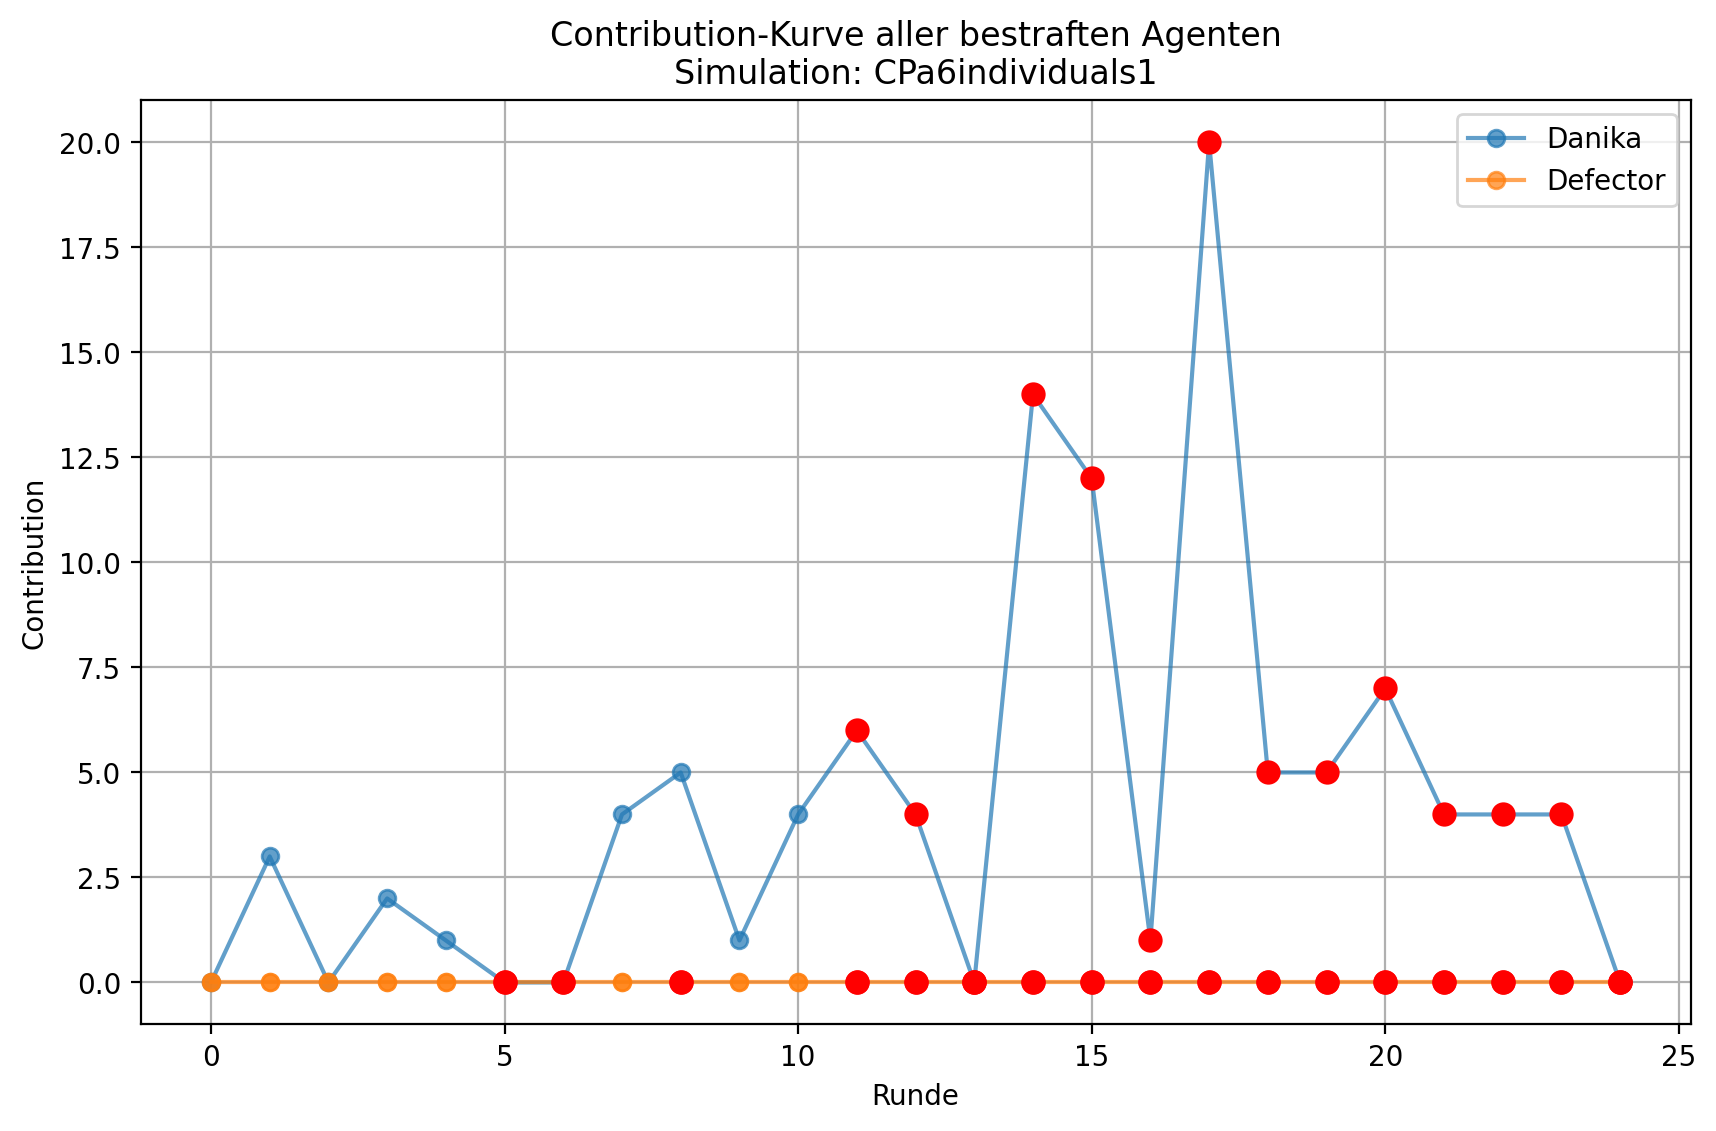 Contribution-Kurve aller bestraften Agenten
Simulation: CPa6individuals1
Danika
Defector
20.0
17.5
15.0
12.5
10.0
7.5
5.0
2.5
0.0
Contribution
0 5 10 15 20 25
Runde